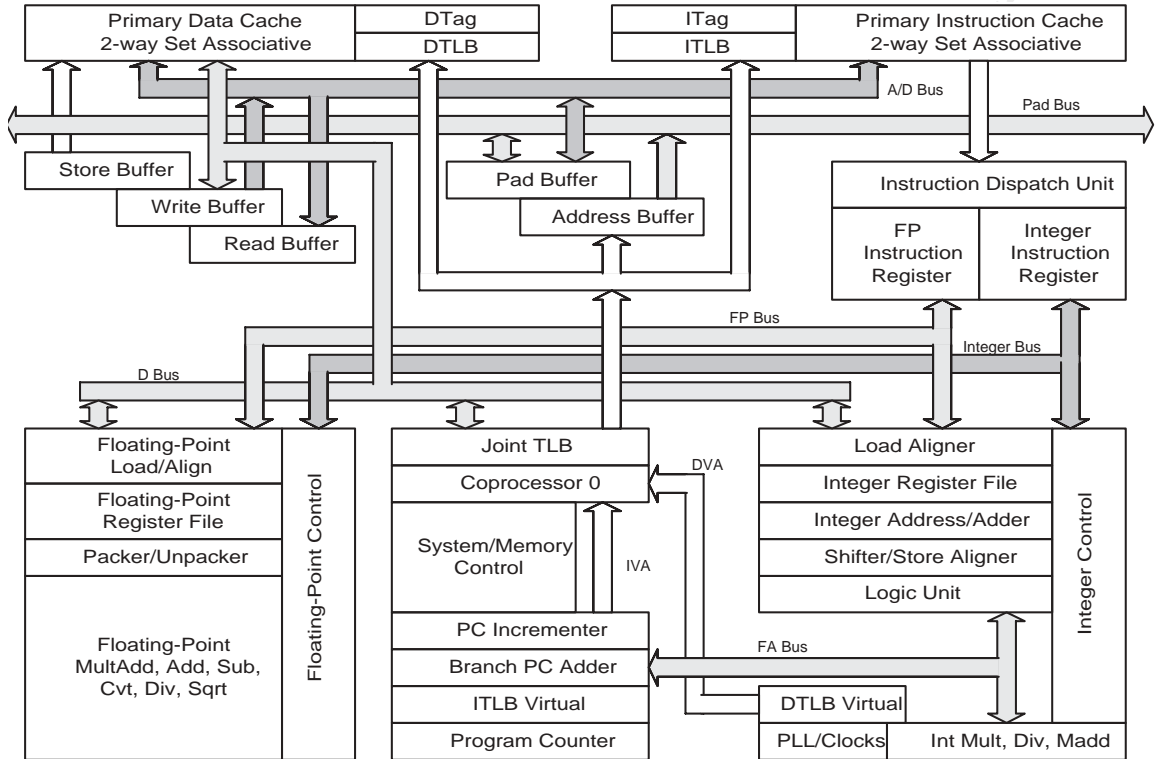 Primary Data Cache
2-way Set Associative
DTag
DTLB
ITag
ITLB
Primary Instruction Cache
2-way Set Associative
A/D Bus
Pad Bus
Store Buffer
Write Buffer
Read Buffer
Pad Buffer
Address Buffer
Instruction Dispatch Unit
FP
Instruction
Register
Integer
Instruction
Register
FP Bus
Integer Bus
D Bus
Floating-Point
Load/Align
Floating-Point
Register File
Packer/Unpacker
Floating-Point
MultAdd, Add, Sub,
Cvt, Div, Sqrt
Floating-Point Control
Joint TLB
Coprocessor 0
System/Memory
Control
IVA
PC Incrementer
Branch PC Adder
ITLB Virtual
Program Counter
DVA
FA Bus
Load Aligner
Integer Register File
Integer Address/Adder
Shifter/Store Aligner
Logic Unit
Integer Control
DTLB Virtual
PLL/Clocks
Int Mult, Div, Madd